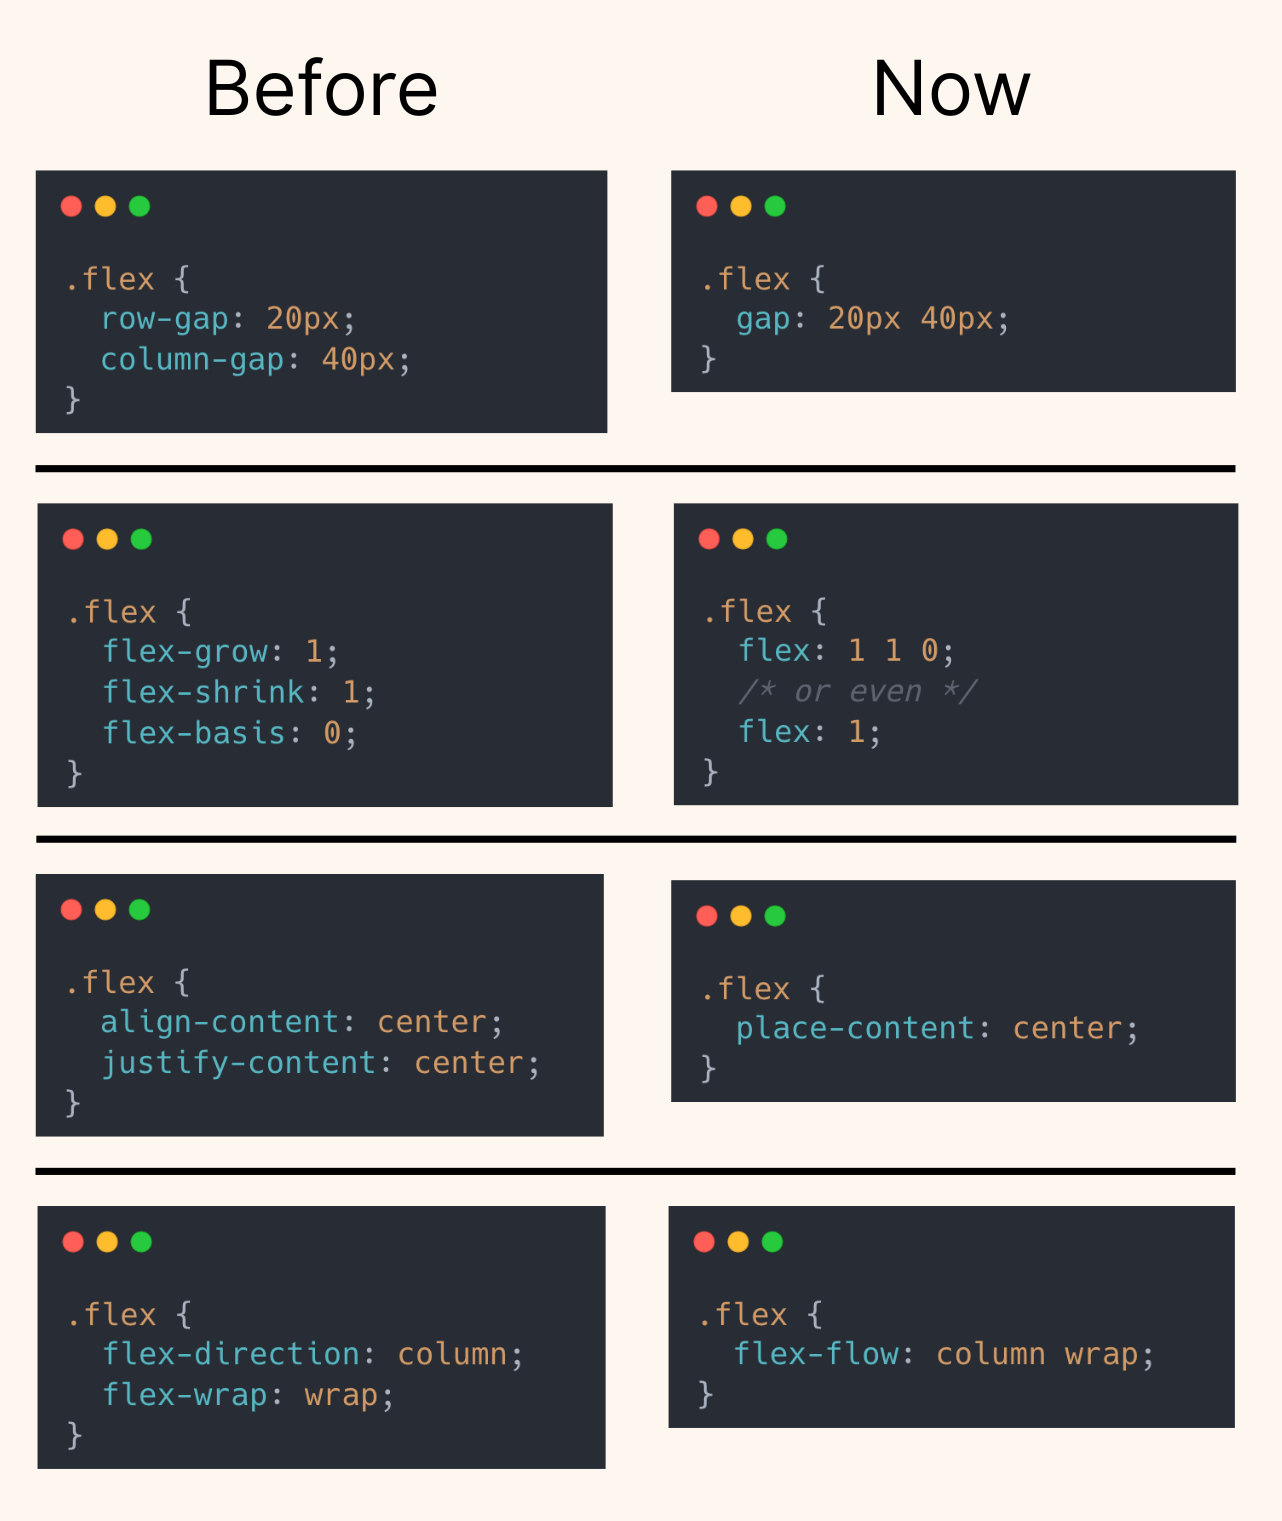 Before
Now
.flex {
  row-gap: 20px;
  column-gap: 40px;
}
.flex {
  gap: 20px 40px;
}
.flex {
  flex-grow: 1;
  flex-shrink: 1;
  flex-basis: 0;
}
.flex {
  flex: 1 1 0;
  /* or even */
  flex: 1;
}
.flex {
  align-content: center;
  justify-content: center;
}
.flex {
  place-content: center;
}
.flex {
  flex-direction: column;
  flex-wrap: wrap;
}
.flex {
  flex-flow: column wrap;
}